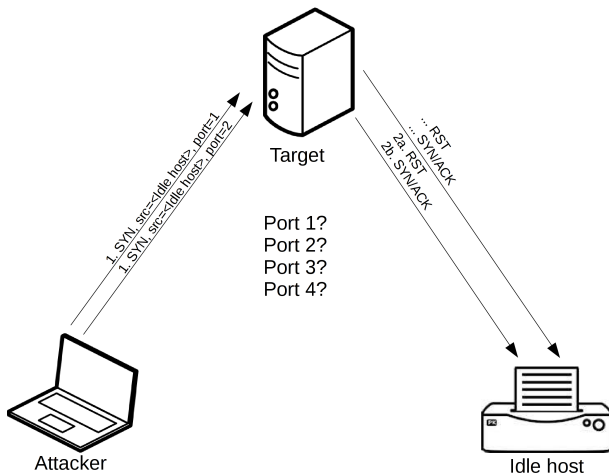 Target
1. SYN, src=<Idle host>, port=1
1. SYN, src=<Idle host>, port=2
... RST
... SYN/ACK
2a. RST
2b. SYN/ACK
Port 1?
Port 2?
Port 3?
Port 4?
Attacker
Idle host